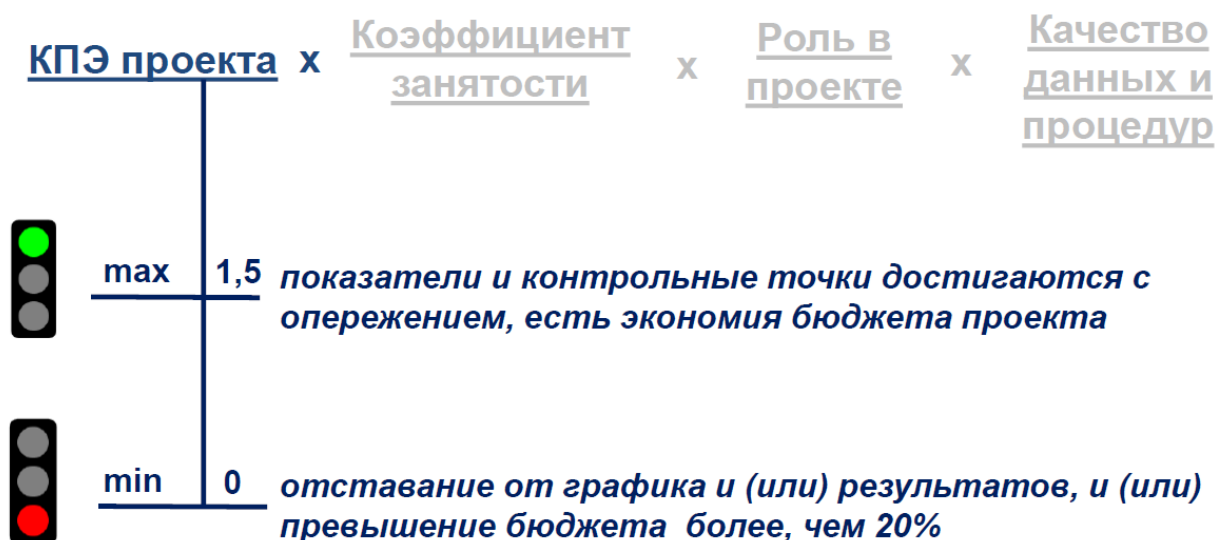 КПЭ проекта x Коэффициент занятости x Роль в проекте x Качество данных и процедур
max 1,5 показатели и контрольные точки достигаются с
опережением, есть экономия бюджета проекта
min 0 отставание от графика и (или) результатов, и (или)
превышение бюджета более, чем 20%